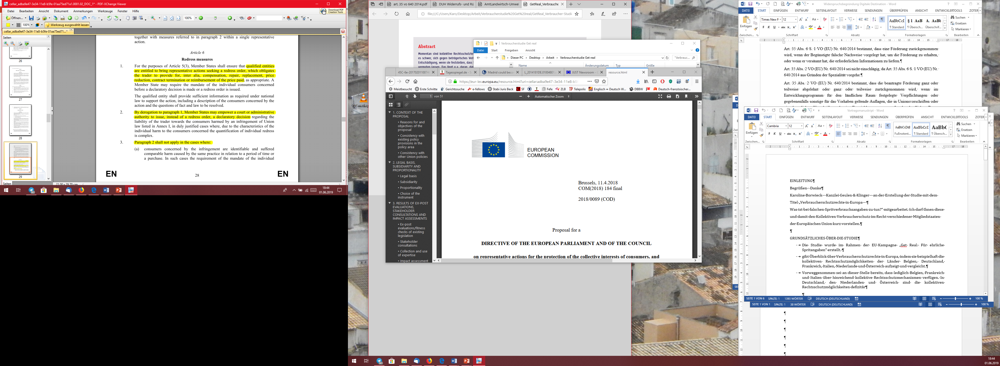 cellar_adba9e47-3e34-11e8-b5fe-01aa75ed71a1.0001.02_DOC_1* - PDF-XChange Viewer
Datei Bearbeiten Ansicht Dokument Anmerkungen Werkzeuge Fenster Hilfe
Download PDF
Creation Tools
Öffnen...
100%
100%
Werkzeug ausgewählt lassen
cellar_adba9e47-3e34-11e8-b5fe-01aa75ed71...*
Seiten
26
27
28
29
Seiten
together with measures referred to in paragraph 2 within a single representative
action.
Article 6
Redress measures
1. For the purposes of Article 5(3), Member States shall ensure that qualified entities
are entitled to bring representative actions seeking a redress order, which obligates
the trader to provide for, inter alia, compensation, repair, replacement, price
reduction, contract termination or reimbursement of the price paid, as appropriate. A
Member State may require the mandate of the individual consumers concerned
before a declaratory decision is made or a redress order is issued.
The qualified entity shall provide sufficient information as required under national
law to support the action, including a description of the consumers concerned by the
action and the questions of fact and law to be resolved.
2. By derogation to paragraph 1, Member States may empower a court or administrative
authority to issue, instead of a redress order, a declaratory decision regarding the
liability of the trader towards the consumers harmed by an infringement of Union
law listed in Annex I, in duly justified cases where, due to the characteristics of the
individual harm to the consumers concerned the quantification of individual redress
is complex.
3. Paragraph 2 shall not apply in the cases where:
(a) consumers concerned by the infringement are identifiable and suffered
comparable harm caused by the same practice in relation to a period of time or
a purchase. In such cases the requirement of the mandate of the individual
EN 28 EN
21,00 x 29,70 cm
18:44
01.06.2019
art. 35 vo 640 2014.pdf
DUH Widerrufs- und Rü
AmtLandwirtsch-Umwel
GetReal_Verbrauche
file:///C:/Users/Karo/Desktop/Arbeit/Verbraucherstudie%20Get%20real/GetReal_Verbraucher-Studi
Abstract
Momentan sind kollektive Rechtsschutzin
es schwer, sich gegen betrügerisches Verl
Entschädigung, wenn sie feststellen, dass
Verbraucherstudie Get real
Datei Start Freigeben Ansicht
Dieser PC > Desktop > Arbeit > Verbraucherstudie Get real
"Verbrauc...
Name Änderungsdatum Typ Größe
Tagesspiegel.de - S
Madrid could beco
L_2014181DE.01004801.
JUST Newsroom -
resource.html
https://eur-lex.europa.eu/resource.html?uri=cellar:adba9e47-3e34-11e8-b5f
Meistbesucht Erste Schritte Gerichtssuche e-fellows Stabi Juris Beck SF T Fefe ZLB Telepolis Englisch ⇔ Deutsch W... DBBW jw Deutsch-französischer...
1 von 51
Automatischer Zoom
1. CONTEXT OF THE
PROPOSAL
• Reasons for and
objectives of the
proposal
• Consistency with
existing policy
provisions in the
policy area
• Consistency with
other Union policies
2. LEGAL BASIS,
SUBSIDIARITY AND
PROPORTIONALITY
• Legal basis
• Subsidiarity
• Proportionality
• Choice of the
instrument
3. RESULTS OF EX-POST
EVALUATIONS,
STAKEHOLDER
CONSULTATIONS AND
IMPACT ASSESSMENTS
• Ex-post
evaluations/fitness
checks of existing
legislation
• Stakeholder
consultations
• Collection and use
of expertise
• Impact assessment
EUROPEAN
COMMISSION
Brussels, 11.4.2018
COM(2018) 184 final
2018/0089 (COD)
Proposal for a
DIRECTIVE OF THE EUROPEAN PARLIAMENT AND OF THE COUNCIL
on representative actions for the protection of the collective interests of consumers, and
Widerspruchsbegründung Digitale Destination - Word
DATEI START EINFÜGEN ENTWURF SEITENLAYOUT VERWEISE SENDUNGEN ÜBERPRÜFEN ANSICHT ENTWICKLERTOOLS ZOTER
Einfügen
Times New F 12
F K U abc
AaBbCcI § 1 AaB A. AaBb
¶ Standard ¶ Übersch... Überschrif...
Suchen
Ersetzen
Markieren
Zwischen... Schriftart Absatz Formatvorlagen Bearbeiten
Art. 35 Abs. 6 S. 1 VO (EU) Nr. 640/2014 bestimmt, dass eine Förderung zurückgenommen
wird, wenn der Begünstigte falsche Nachweise vorgelegt hat, um die Förderung zu erhalten,
oder wenn er versäumt hat, die erforderlichen Informationen zu liefern.¶
Art. 35 Abs. 2 VO (EU) Nr. 640/2014 sei nicht einschlägig, da Art. 35 Abs. 6 S. 1 VO (EU) Nr.
640/2014 aus Gründen der Spezialität vorgehe.¶
Art. 35 Abs. 2 VO (EU) Nr. 640/2014 bestimmt, dass die beantragte Förderung ganz oder
teilweise abgelehnt oder ganz oder teilweise zurückgenommen wird, wenn im
Entwicklungsprogramm für den ländlichen Raum festgelegte Verpflichtungen oder
gegebenenfalls sonstige für das Vorhaben geltende Auflagen, die in Unionsvorschriften oder
Vortragsmanuskript - Word
DATEI START EINFÜGEN ENTWURF SEITENLAYOUT VERWEISE SENDUNGEN ÜBERPRÜFEN ANSICHT ENTWICKLERTOOLS ZOTER
Einfügen
Cambria 12
F K U abc
AaBbCcDdI AaBbCcI AaBbC
Fußnotent... ¶ Standard ¶ Übersch...
Suchen
Ersetzen
Markieren
Zwischen... Schriftart Absatz Formatvorlagen Bearbeiten
EINLEITUNG¶
Begrüßen – Danke¶
Karoline Borwieck – Kanzlei Geulen & Klinger – an der Erstellung der Studie mit dem
Titel „Verbraucherschutzrechte in Europa – ¶
Was ist bei falschen Spritverbrauchsangaben zu tun?“ mitgearbeitet. Ich darf Ihnen diese
und damit den Kollektiven Verbraucherschutz im Recht verschiedener Mitgliedstaaten
der Europäischen Union kurz vorstellen.¶
¶
GRUNDSÄTZLICHES ÜBER DIE STUDIE¶
Die Studie wurde im Rahmen der EU-Kampagne „Get Real: Für ehrliche
Spritangaben“ erstellt. ¶
gibt Überblick über Verbraucherschutzrechte in Europa, indem sie beispielhaft die
kollektiven Rechtsschutzmöglichkeiten der Länder Belgien, Deutschland,
Frankreich, Italien, Niederlande und Österreich aufzeigt und vergleicht.¶
Vorweggenommen sei an dieser Stelle bereits, dass lediglich Belgien, Frankreich
und Italien über hinreichend kollektive Rechtsschutzmechanismen verfügen. In
Deutschland, den Niederlanden und Österreich sind die kollektiven
Rechtsschutzmöglichkeiten defizitär¶
¶
SEITE 1 VON 6 SPALTE: 1 1393 WÖRTER DEUTSCH (DEUTSCHLAND) 100 %
SEITE 1 VON 1 SPALTE: 1 38 WÖRTER DEUTSCH (DEUTSCHLAND) 100 %
¶
¶
¶
¶
¶
¶
18:44
01.06.2019